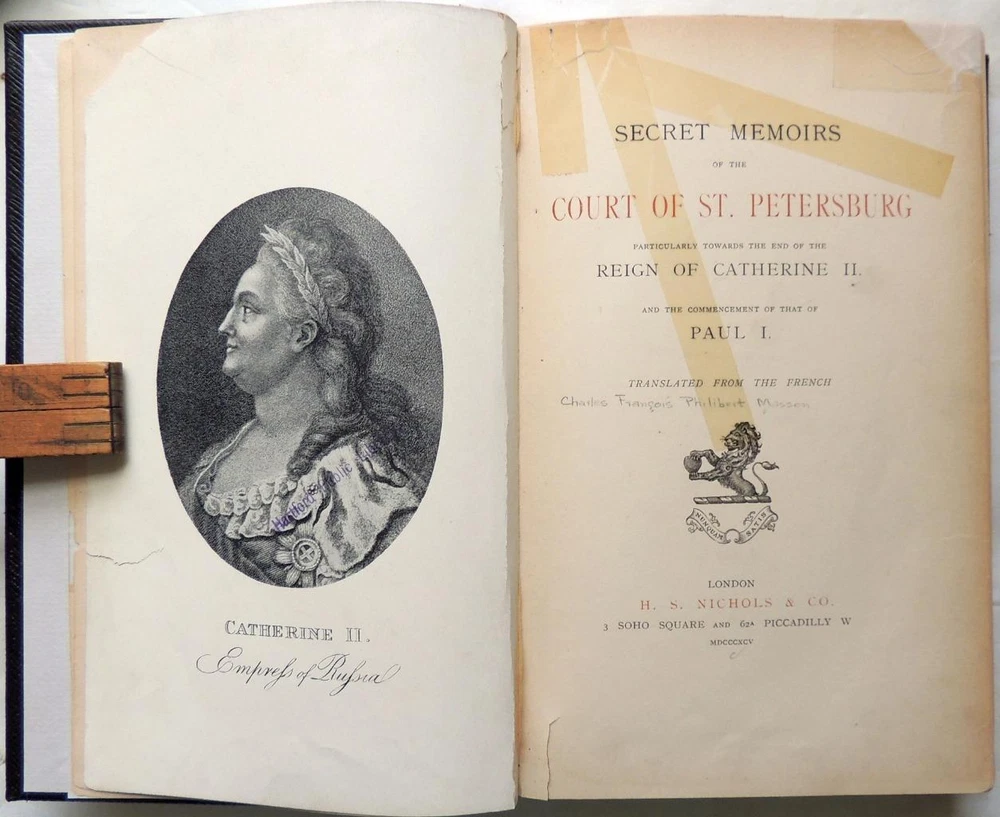 CATHERINE II.
Empreſs of Ruſsia
SECRET MEMOIRS
OF THE
COURT OF ST. PETERSBURG
PARTICULARLY TOWARDS THE END OF THE
REIGN OF CATHERINE II.
AND THE COMMENCEMENT OF THAT OF
PAUL I.
TRANSLATED FROM THE FRENCH
Charles François Philibert Masson
NUNQUAM SATIS
LONDON
H. S. NICHOLS & CO.
3 SOHO SQUARE AND 62A PICCADILLY W
MDCCCXCV